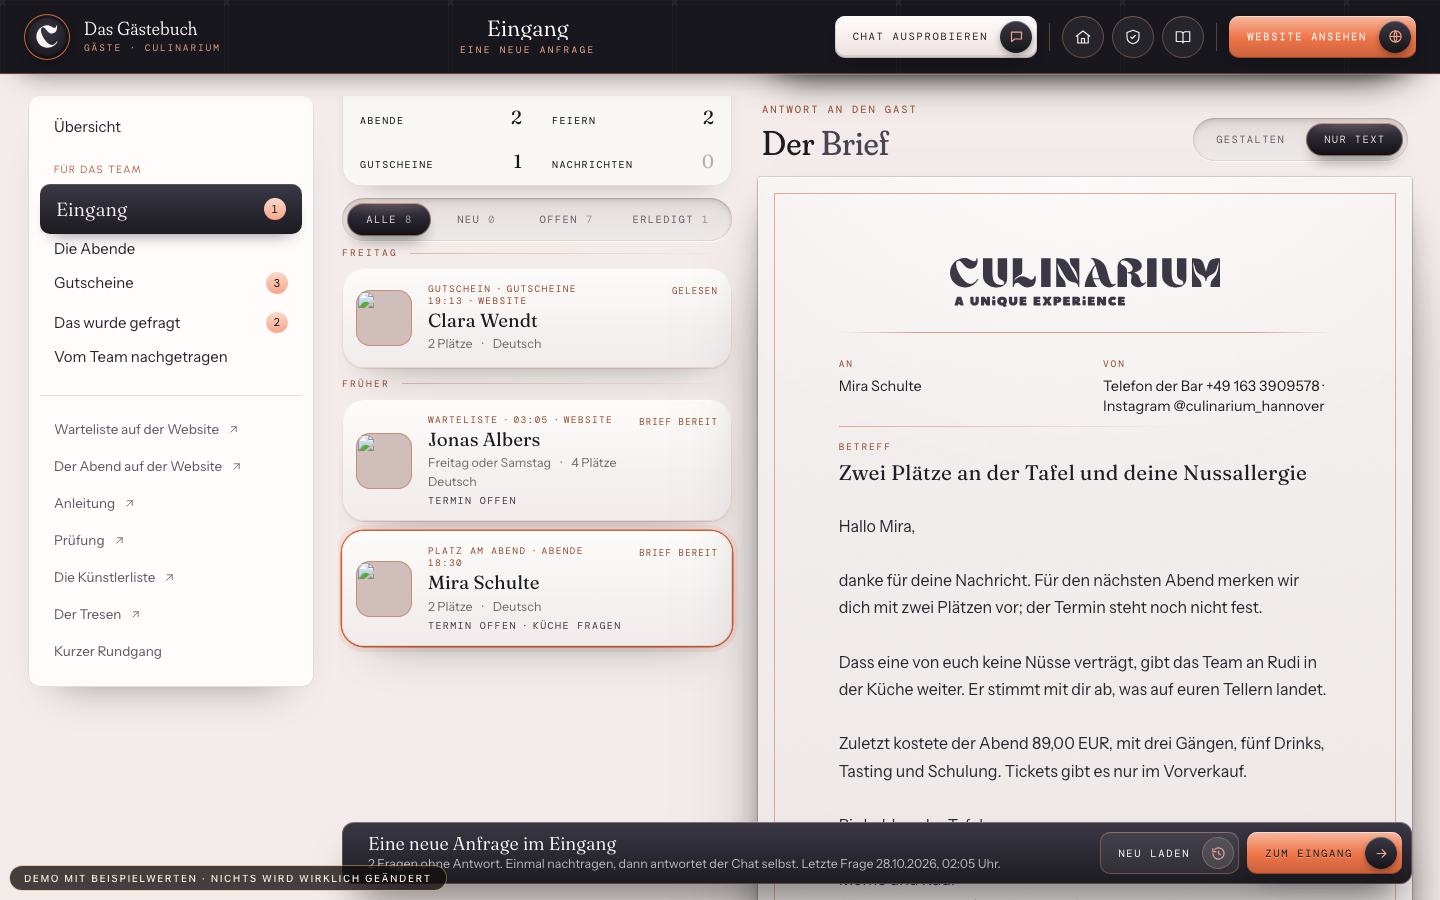 Das Gästebuch
GÄSTE · CULINARIUM
Eingang
EINE NEUE ANFRAGE
CHAT AUSPROBIEREN
WEBSITE ANSEHEN
Übersicht
FÜR DAS TEAM
Eingang 1
Die Abende
Gutscheine 3
Das wurde gefragt 2
Vom Team nachgetragen
Warteliste auf der Website
Der Abend auf der Website
Anleitung
Prüfung
Die Künstlerliste
Der Tresen
Kurzer Rundgang
ABENDE 2 FEIERN 2
GUTSCHEINE 1 NACHRICHTEN 0
ALLE 8 NEU 0 OFFEN 7 ERLEDIGT 1
FREITAG
GUTSCHEIN · GUTSCHEINE GELESEN
19:13 · WEBSITE
Clara Wendt
2 Plätze · Deutsch
FRÜHER
WARTELISTE · 03:05 · WEBSITE BRIEF BEREIT
Jonas Albers
Freitag oder Samstag · 4 Plätze
Deutsch
TERMIN OFFEN
PLATZ AM ABEND · ABENDE BRIEF BEREIT
18:30
Mira Schulte
2 Plätze · Deutsch
TERMIN OFFEN · KÜCHE FRAGEN
ANTWORT AN DEN GAST
Der Brief
GESTALTEN NUR TEXT
CULINARIUM
A UNiQUE EXPERiENCE
AN
Mira Schulte
VON
Telefon der Bar +49 163 3909578 ·
Instagram @culinarium_hannover
BETREFF
Zwei Plätze an der Tafel und deine Nussallergie
Hallo Mira,
danke für deine Nachricht. Für den nächsten Abend merken wir
dich mit zwei Plätzen vor; der Termin steht noch nicht fest.
Dass eine von euch keine Nüsse verträgt, gibt das Team an Rudi in
der Küche weiter. Er stimmt mit dir ab, was auf euren Tellern landet.
Zuletzt kostete der Abend 89,00 EUR, mit drei Gängen, fünf Drinks,
Tasting und Schulung. Tickets gibt es nur im Vorverkauf.
Eine neue Anfrage im Eingang
2 Fragen ohne Antwort. Einmal nachtragen, dann antwortet der Chat selbst. Letzte Frage 28.10.2026, 02:05 Uhr.
NEU LADEN
ZUM EINGANG
DEMO MIT BEISPIELWERTEN · NICHTS WIRD WIRKLICH GEÄNDERT